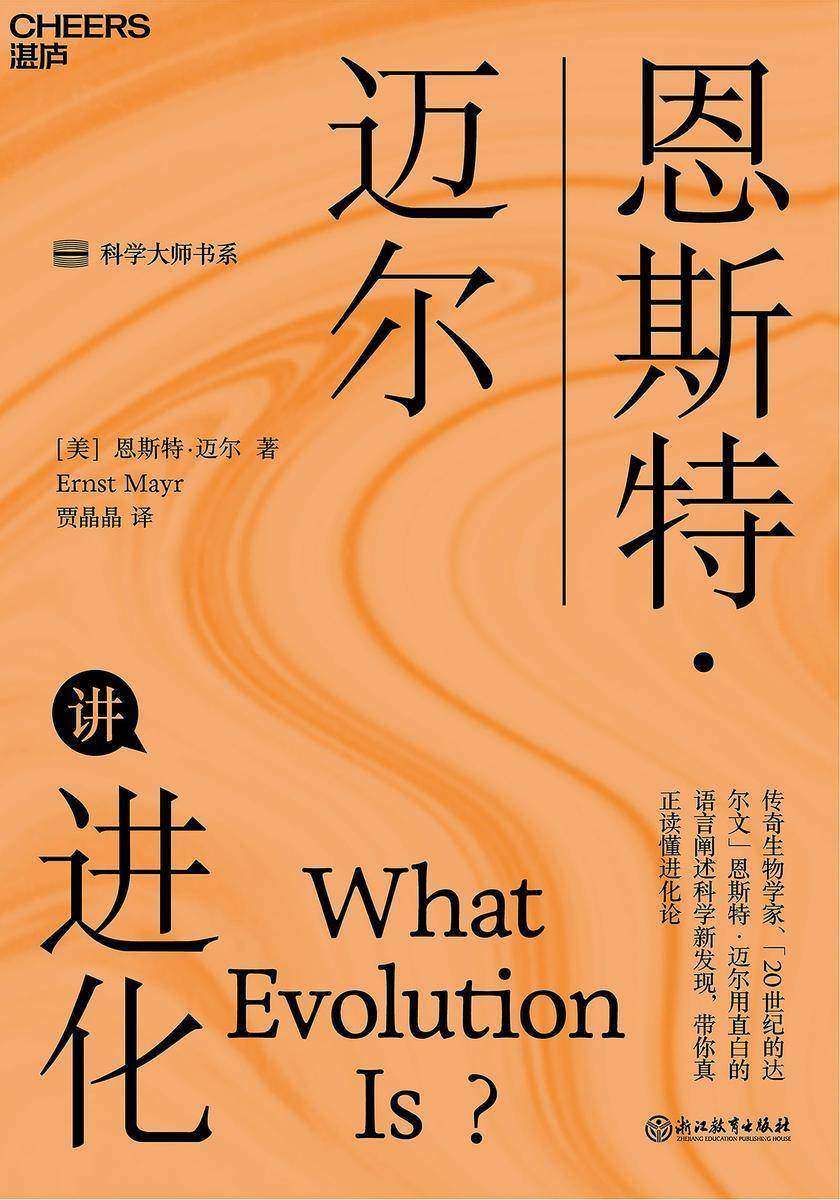 CHEERS
湛庐
恩斯特·
迈尔
科学大师书系
[美] 恩斯特·迈尔 著
Ernst Mayr
贾晶晶 译
讲
进化
What
Evolution
Is ?
传奇生物学家、「20世纪的达
尔文」恩斯特·迈尔用直白的
语言阐述科学新发现，带你真
正读懂进化论
浙江教育出版社
ZHEJIANG EDUCATION PUBLISHING HOUSE